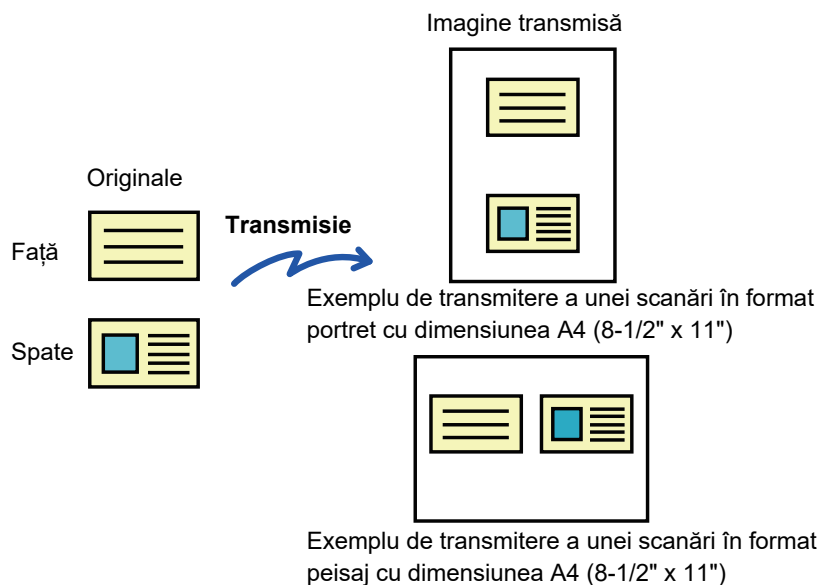 Imagine transmisă
Originale
Față
Transmisie
Spate
Exemplu de transmitere a unei scanări în format
portret cu dimensiunea A4 (8-1/2" x 11")
Exemplu de transmitere a unei scanări în format
peisaj cu dimensiunea A4 (8-1/2" x 11")